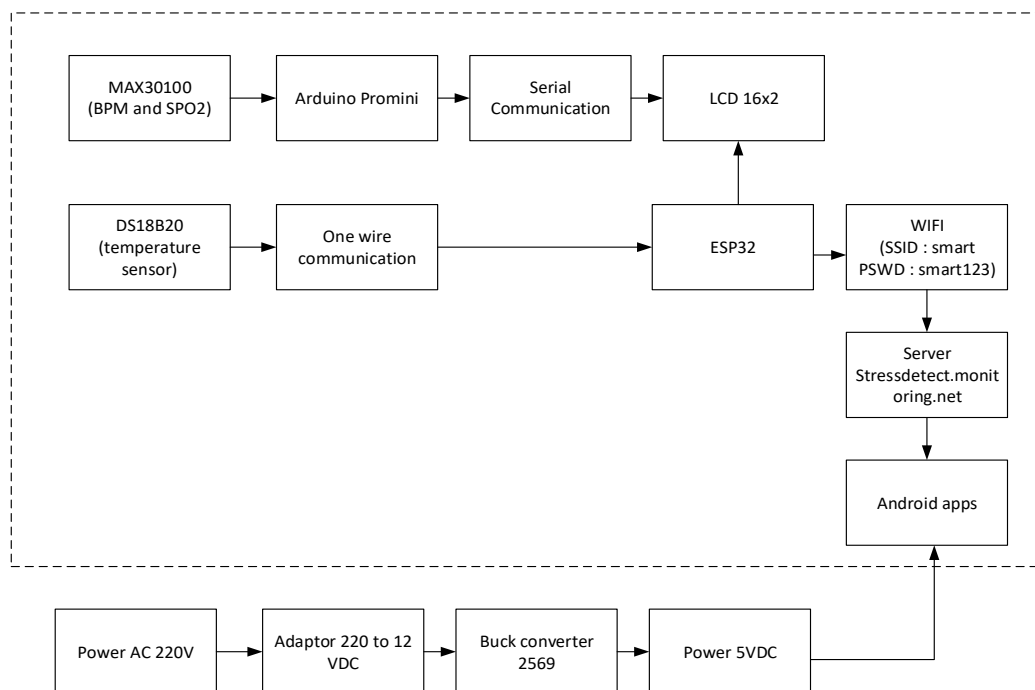 MAX30100
(BPM and SPO2)
Arduino Promini
Serial
Communication
LCD 16x2
DS18B20
(temperature
sensor)
One wire
communication
ESP32
WIFI
(SSID : smart
PSWD : smart123)
Server
Stressdetect.monit
oring.net
Android apps
Power AC 220V
Adaptor 220 to 12
VDC
Buck converter
2569
Power 5VDC